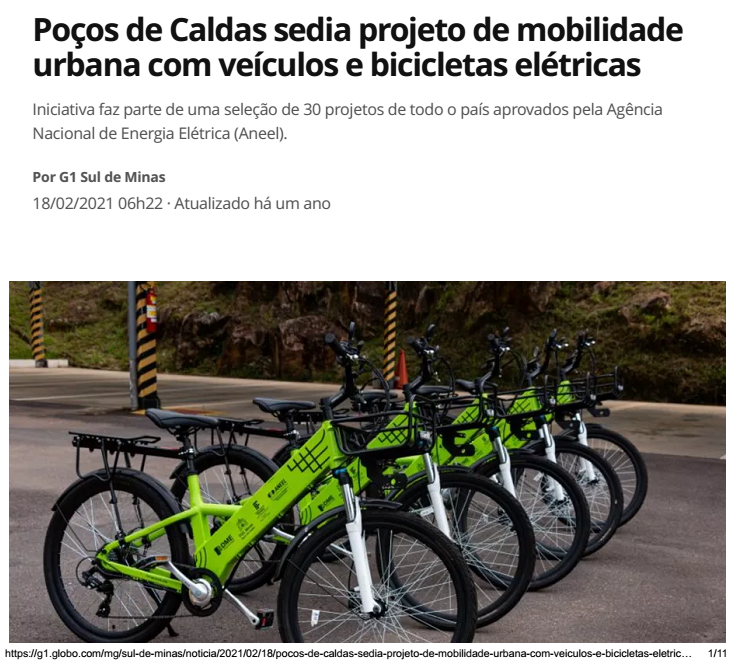 Poços de Caldas sedia projeto de mobilidade
urbana com veículos e bicicletas elétricas
Iniciativa faz parte de uma seleção de 30 projetos de todo o país aprovados pela Agência
Nacional de Energia Elétrica (Aneel).
Por G1 Sul de Minas
18/02/2021 06h22 · Atualizado há um ano
DME
ANEEL
https://g1.globo.com/mg/sul-de-minas/noticia/2021/02/18/pocos-de-caldas-sedia-projeto-de-mobilidade-urbana-com-veiculos-e-bicicletas-eletric… 1/11